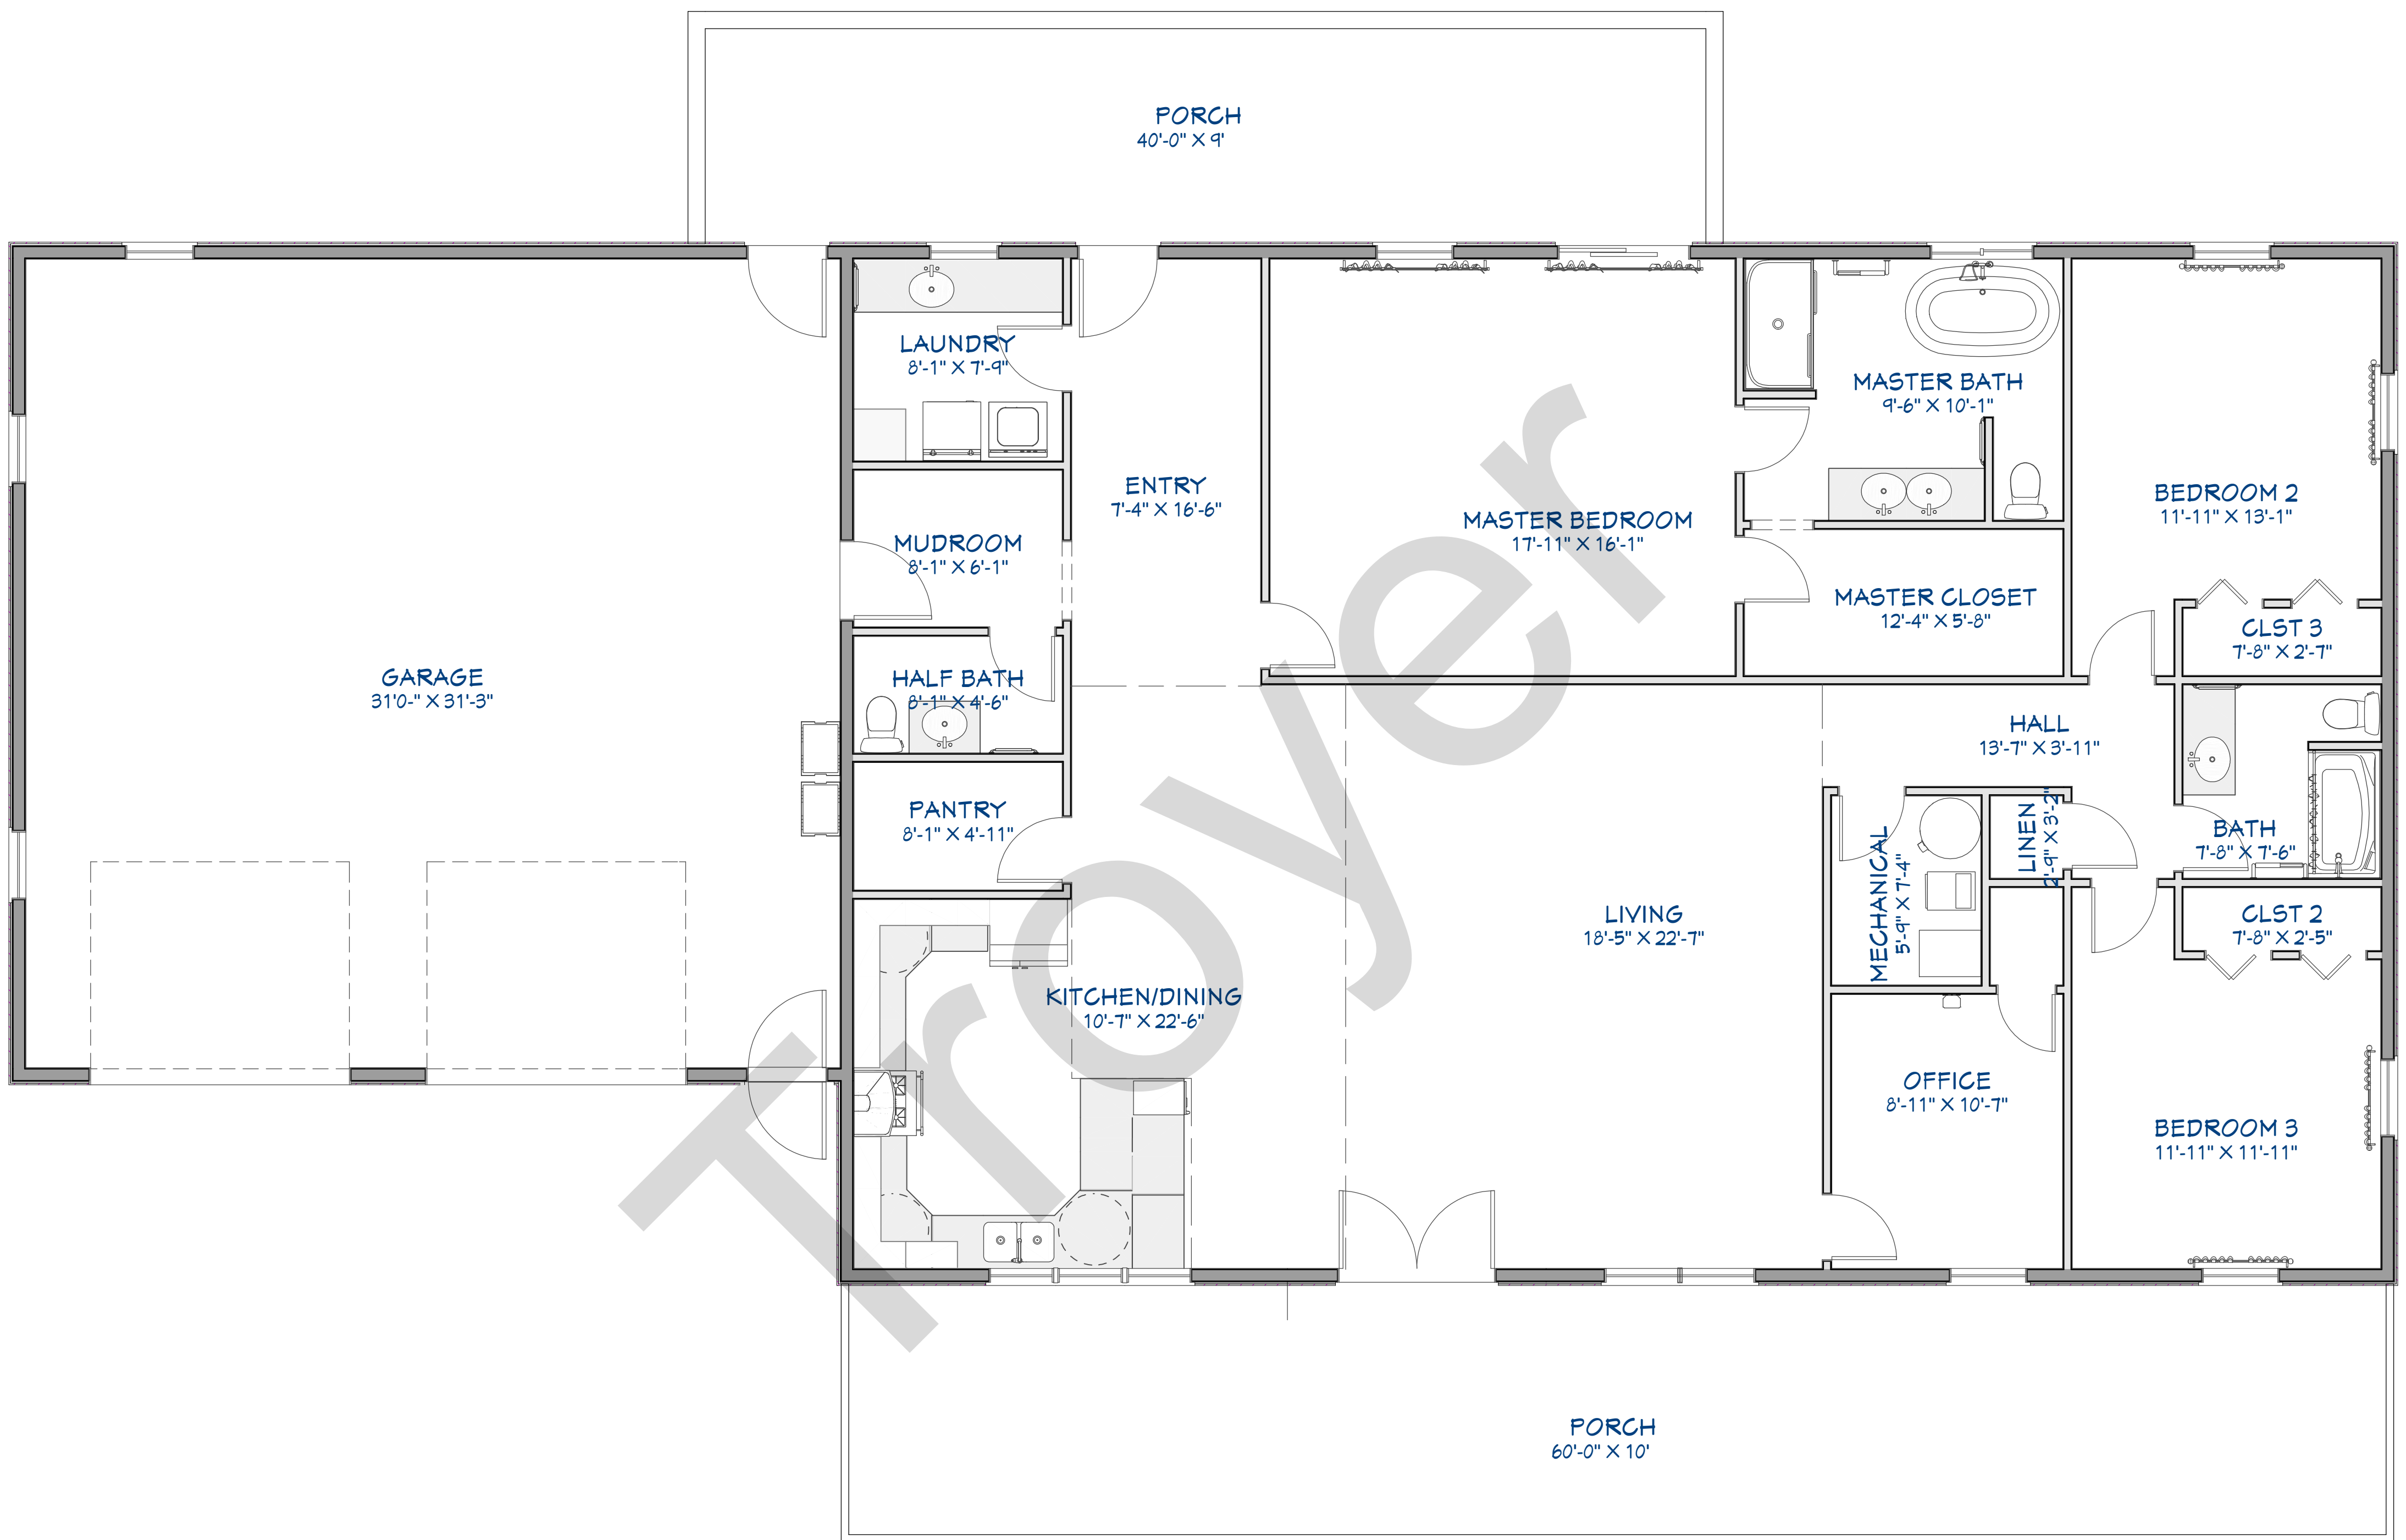 PORCH
40'-0" X 9'
LAUNDRY
8'-1" X 7'-9"
MASTER BATH
9'-6" X 10'-1"
ENTRY
7'-4" X 16'-6"
MASTER BEDROOM
17'-11" X 16'-1"
BEDROOM 2
11'-11" X 13'-1"
MUDROOM
8'-1" X 6'-1"
MASTER CLOSET
12'-4" X 5'-8"
CLST 3
7'-8" X 2'-7"
GARAGE
31'0-" X 31'-3"
HALF BATH
8'-1" X 4'-6"
HALL
13'-7" X 3'-11"
PANTRY
8'-1" X 4'-11"
MECHANICAL
5'-9" X 7'-4"
LINEN
2'-9" X 3'-2"
BATH
7'-8" X 7'-6"
LIVING
18'-5" X 22'-7"
CLST 2
7'-8" X 2'-5"
KITCHEN/DINING
10'-7" X 22'-6"
OFFICE
8'-11" X 10'-7"
BEDROOM 3
11'-11" X 11'-11"
PORCH
60'-0" X 10'
Troyer